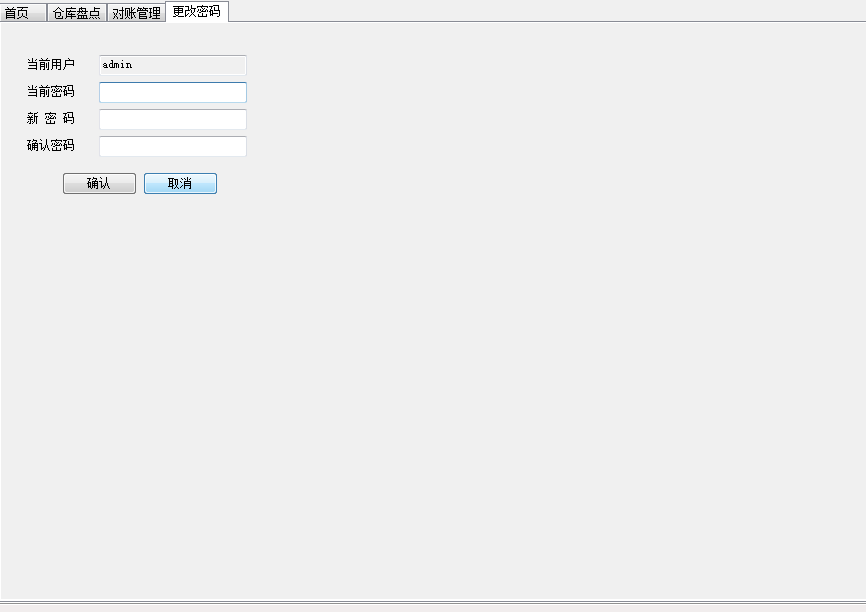 首页 仓库盘点 对账管理 更改密码
当前用户 admin
当前密码
新 密 码
确认密码
确认 取消